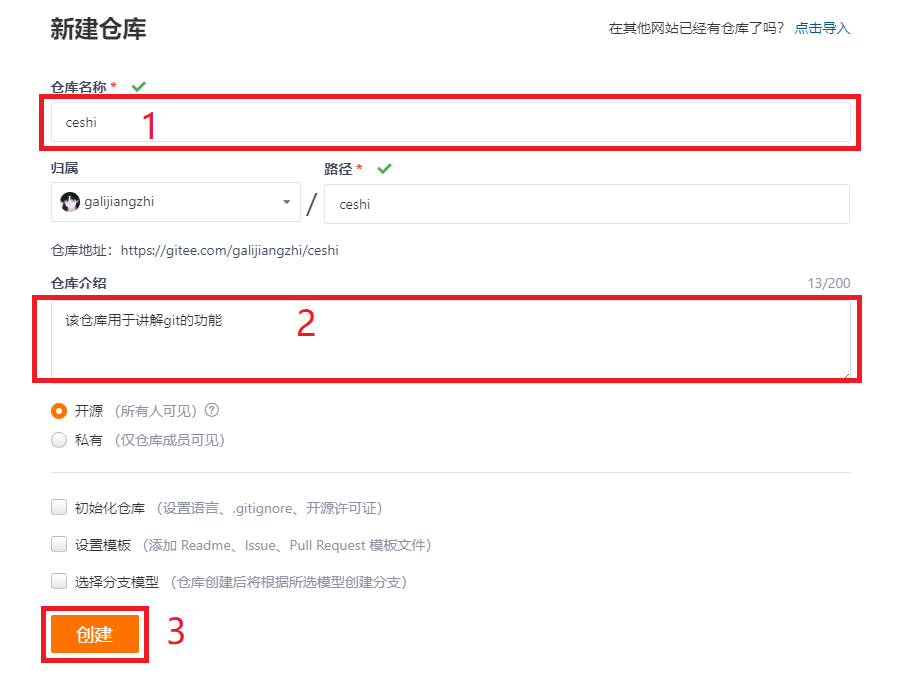 新建仓库
在其他网站已经有仓库了吗? 点击导入
仓库名称 *
ceshi 1
归属 路径 *
galijiangzhi / ceshi
仓库地址：https://gitee.com/galijiangzhi/ceshi
仓库介绍 13/200
该仓库用于讲解git的功能 2
开源 （所有人可见） ?
私有 （仅仓库成员可见）
初始化仓库 （设置语言、.gitignore、开源许可证）
设置模板 （添加 Readme、Issue、Pull Request 模板文件）
选择分支模型 （仓库创建后将根据所选模型创建分支）
创建 3